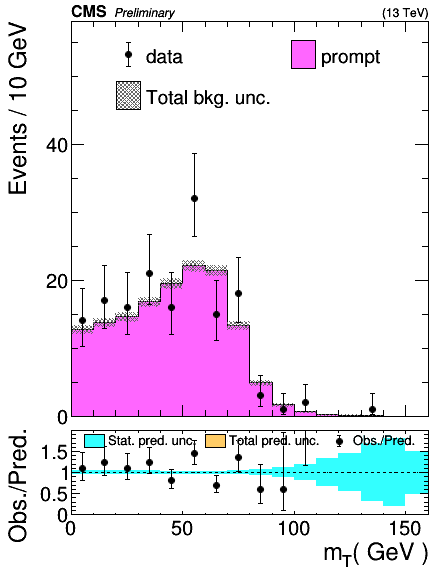 CMS Preliminary (13 TeV)
Events / 10 GeV
data
prompt
Total bkg. unc.
40
20
0
Obs./Pred.
Stat. pred. unc.
Total pred. unc.
Obs./Pred.
2
1.5
1
0.5
0
0 50 100 150
m_T( GeV )